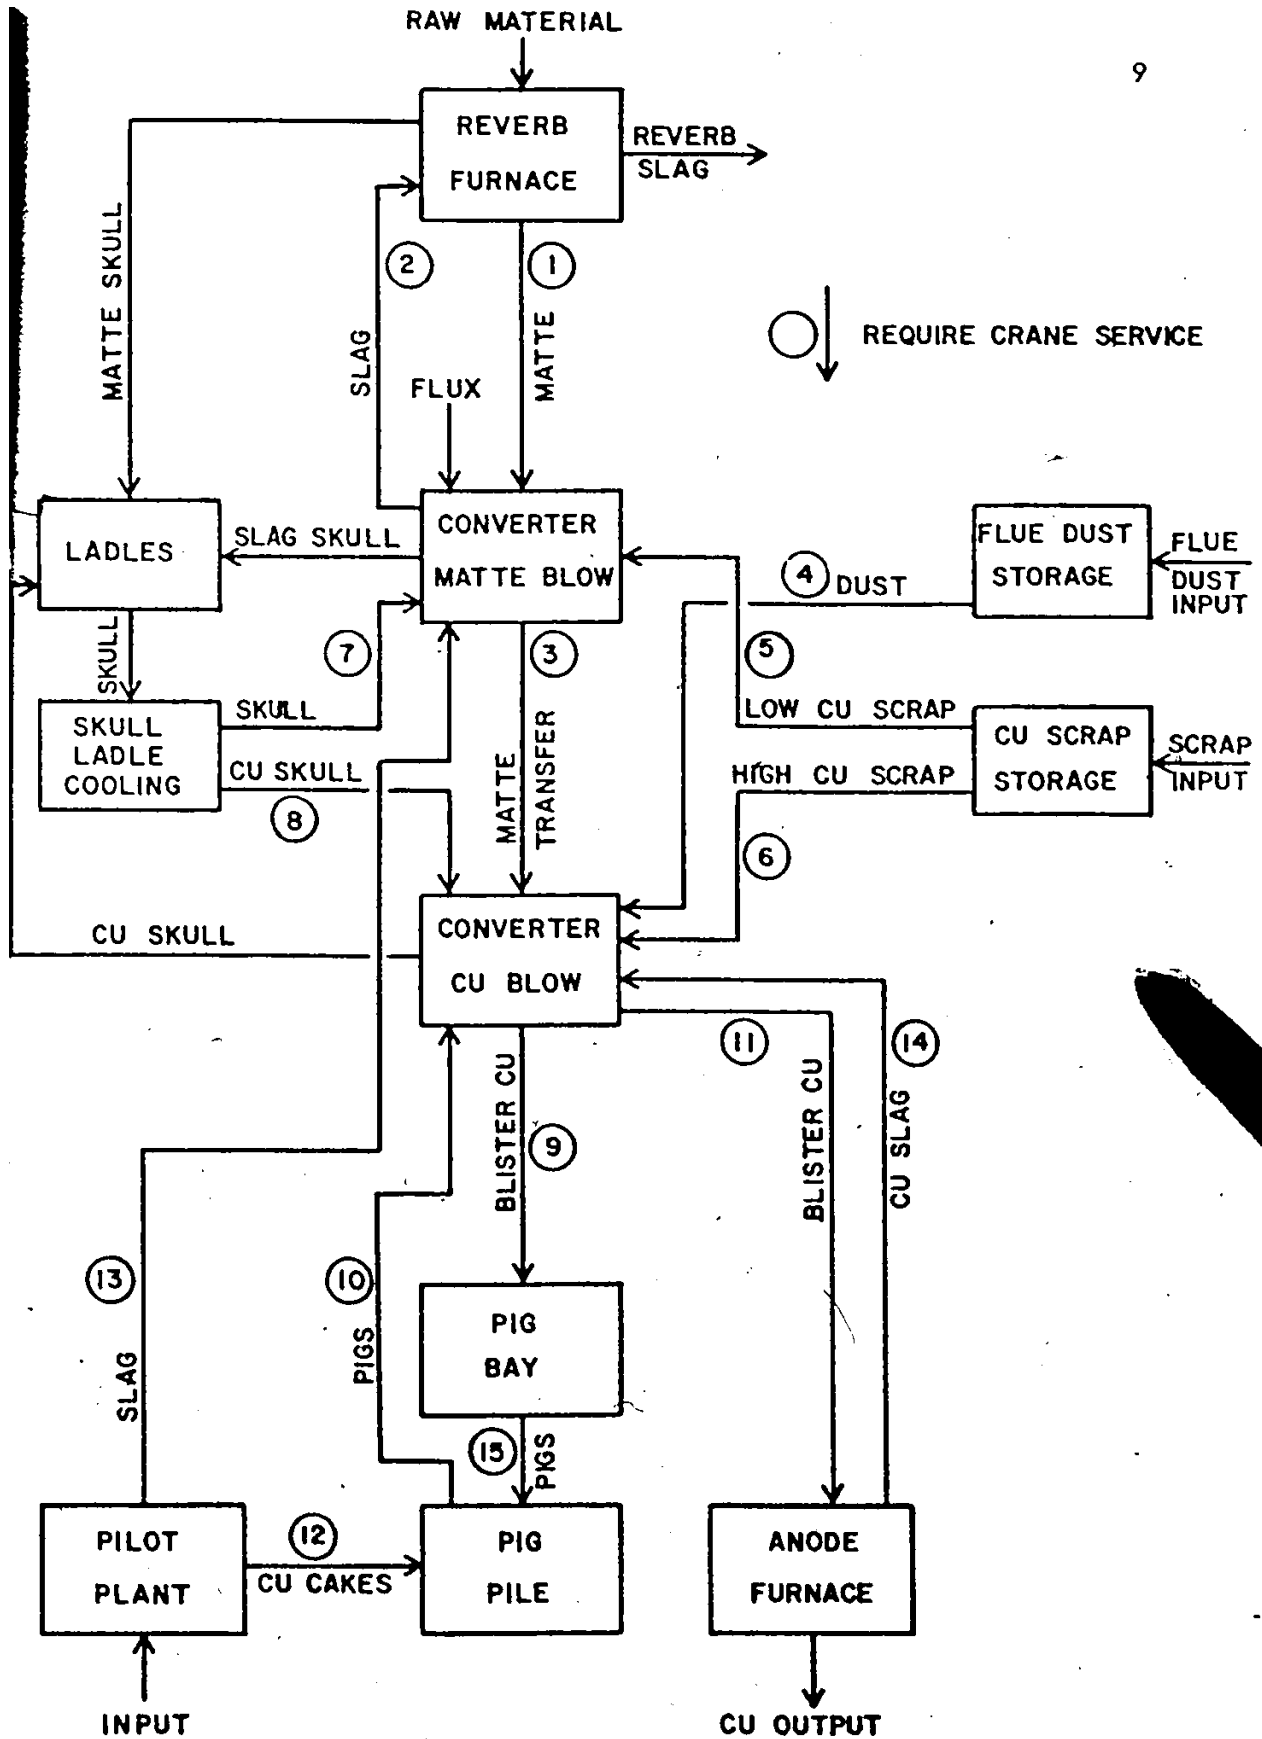 RAW MATERIAL
9
REVERB
FURNACE
REVERB
SLAG
MATTE SKULL
2
SLAG
1
MATTE
REQUIRE CRANE SERVICE
FLUX
LADLES
SLAG SKULL
CONVERTER
MATTE BLOW
FLUE DUST
STORAGE
FLUE
DUST
INPUT
4
DUST
SKULL
7
3
5
SKULL
LADLE
COOLING
SKULL
CU SKULL
8
MATTE
TRANSFER
LOW CU SCRAP
HIGH CU SCRAP
6
CU SCRAP
STORAGE
SCRAP
INPUT
CU SKULL
CONVERTER
CU BLOW
11
14
BLISTER CU
9
BLISTER CU
CU SLAG
13
SLAG
10
PIGS
PIG
BAY
15
PIGS
PILOT
PLANT
12
CU CAKES
PIG
PILE
ANODE
FURNACE
INPUT
CU OUTPUT